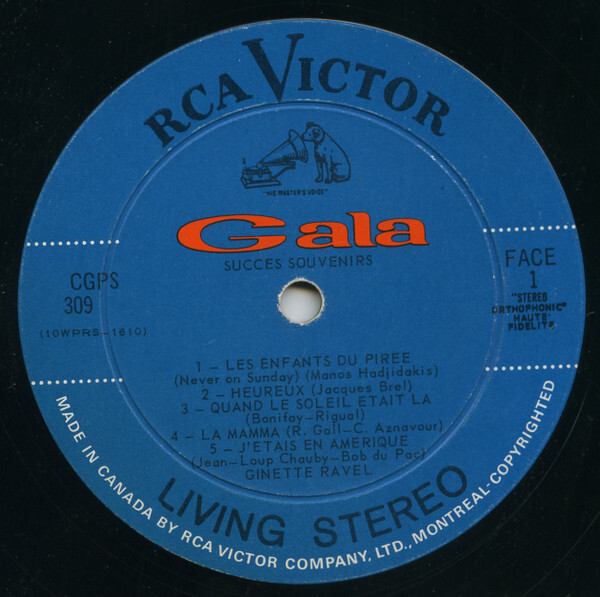 RCA VICTOR
"HIS MASTER'S VOICE"
Gala
SUCCES SOUVENIRS
CGPS
309
(10WPRS-1610)
FACE
1
"STEREO
ORTHOPHONIC"
HAUTE
FIDELITE
1 – LES ENFANTS DU PIREE
(Never on Sunday) (Manos Hadjidakis)
2 – HEUREUX (Jacques Brel)
3 – QUAND LE SOLEIL ETAIT LA
(Bonifay–Rigual)
4 – LA MAMMA (R. Gall–C. Aznavour)
5 – J'ETAIS EN AMERIQUE
(Jean-Loup Chauby–Bob du Pac)
GINETTE RAVEL
LIVING STEREO
MADE IN CANADA BY RCA VICTOR COMPANY, LTD., MONTREAL-COPYRIGHTED